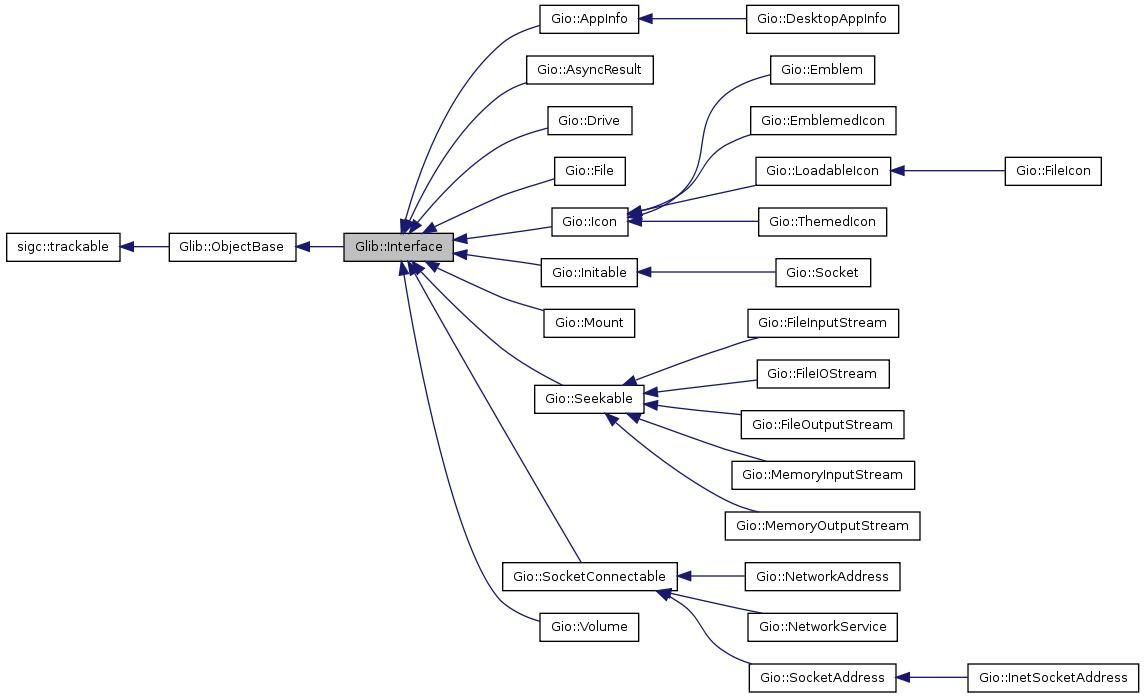 Gio::AppInfo
Gio::DesktopAppInfo
Gio::AsyncResult
Gio::Emblem
Gio::Drive
Gio::EmblemedIcon
Gio::File
Gio::LoadableIcon
Gio::FileIcon
Gio::Icon
Gio::ThemedIcon
sigc::trackable
Glib::ObjectBase
Glib::Interface
Gio::Initable
Gio::Socket
Gio::Mount
Gio::FileInputStream
Gio::FileIOStream
Gio::Seekable
Gio::FileOutputStream
Gio::MemoryInputStream
Gio::MemoryOutputStream
Gio::SocketConnectable
Gio::NetworkAddress
Gio::Volume
Gio::NetworkService
Gio::SocketAddress
Gio::InetSocketAddress